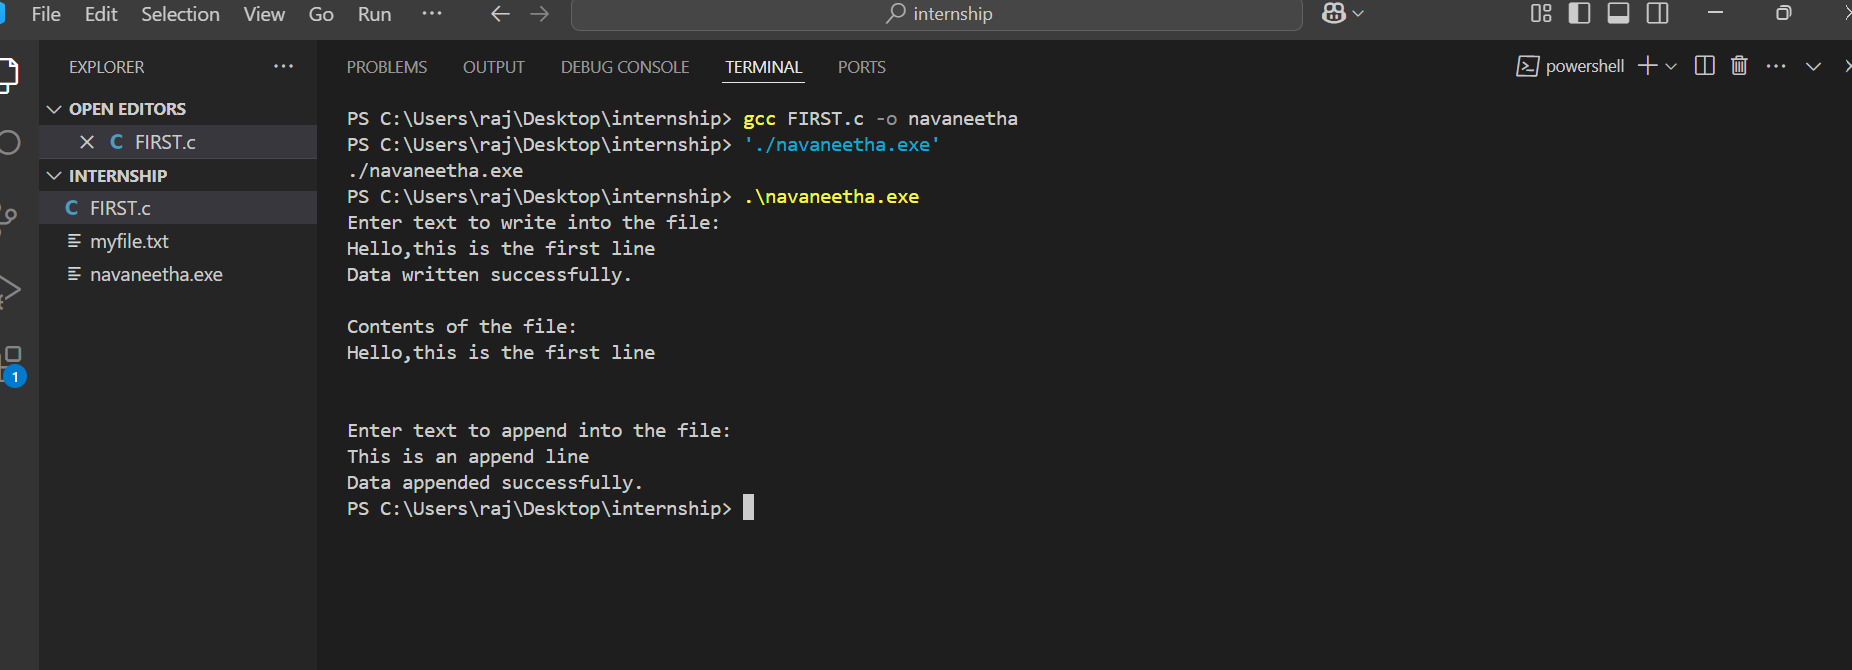 File Edit Selection View Go Run ···
internship
EXPLORER ···
OPEN EDITORS
C FIRST.c
INTERNSHIP
C FIRST.c
myfile.txt
navaneetha.exe
1
PROBLEMS OUTPUT DEBUG CONSOLE TERMINAL PORTS
powershell
PS C:\Users\raj\Desktop\internship> gcc FIRST.c -o navaneetha
PS C:\Users\raj\Desktop\internship> './navaneetha.exe'
./navaneetha.exe
PS C:\Users\raj\Desktop\internship> .\navaneetha.exe
Enter text to write into the file:
Hello,this is the first line
Data written successfully.
Contents of the file:
Hello,this is the first line
Enter text to append into the file:
This is an append line
Data appended successfully.
PS C:\Users\raj\Desktop\internship>